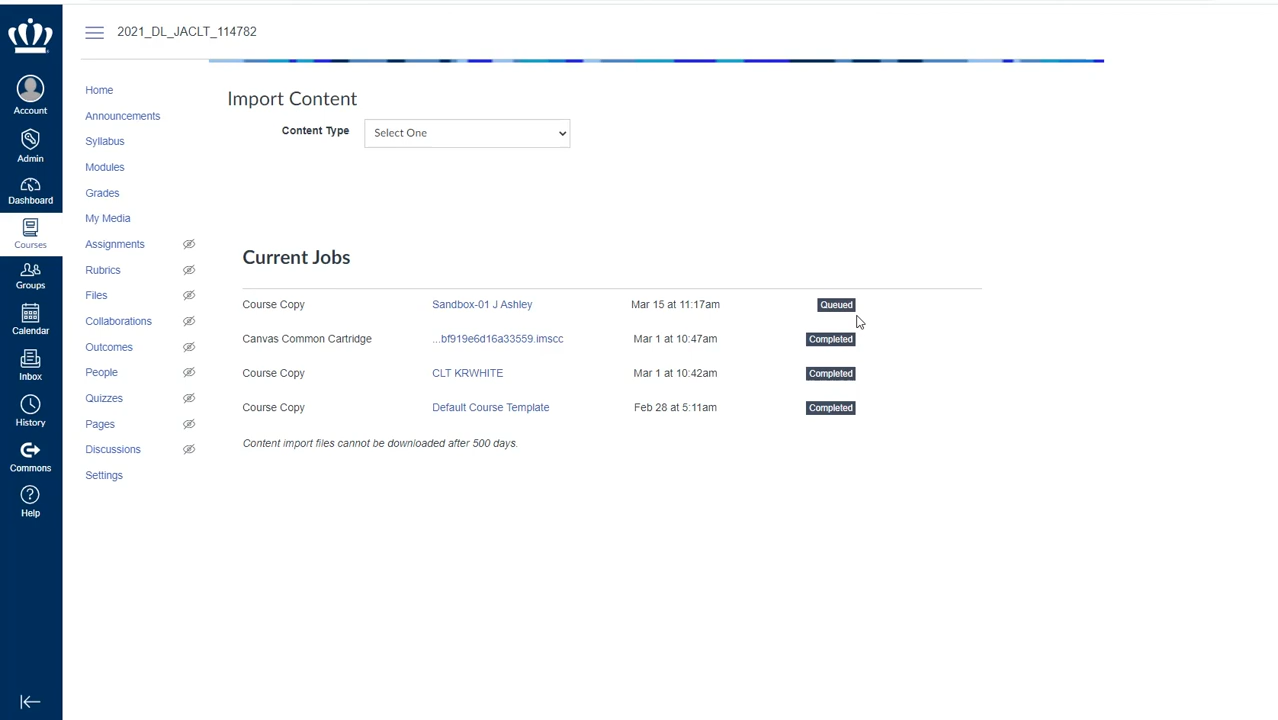 2021_DL_JACLT_114782
Account
Admin
Dashboard
Courses
Groups
Calendar
Inbox
History
Commons
Help
Home
Announcements
Syllabus
Modules
Grades
My Media
Assignments
Rubrics
Files
Collaborations
Outcomes
People
Quizzes
Pages
Discussions
Settings
Import Content
Content Type Select One
Current Jobs
Course Copy Sandbox-01 J Ashley Mar 15 at 11:17am Queued
Canvas Common Cartridge ...bf919e6d16a33559.imscc Mar 1 at 10:47am Completed
Course Copy CLT KRWHITE Mar 1 at 10:42am Completed
Course Copy Default Course Template Feb 28 at 5:11am Completed
Content import files cannot be downloaded after 500 days.